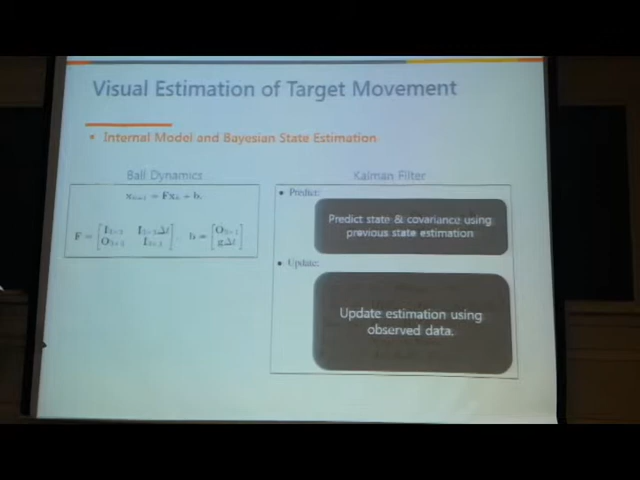 Visual Estimation of Target Movement
Internal Model and Bayesian State Estimation
Ball Dynamics
Kalman Filter
Predict:
Predict state & covariance using
previous state estimation
Update:
Update estimation using
observed data.